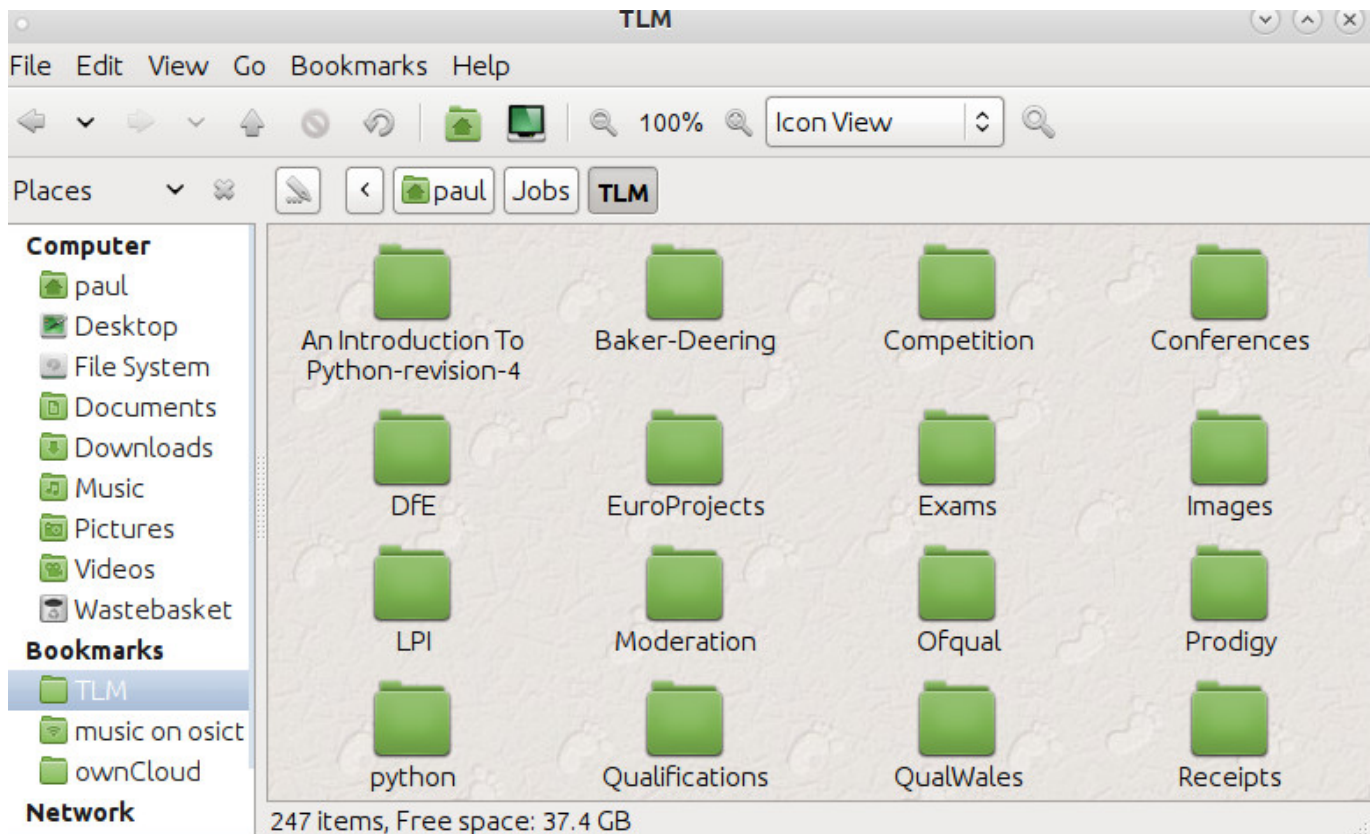 TLM
File Edit View Go Bookmarks Help
100% Icon View
Places
paul Jobs TLM
Computer
paul
Desktop
File System
Documents
Downloads
Music
Pictures
Videos
Wastebasket
Bookmarks
TLM
music on osict
ownCloud
Network
An Introduction To
Python-revision-4
Baker-Deering
Competition
Conferences
DfE
EuroProjects
Exams
Images
LPI
Moderation
Ofqual
Prodigy
python
Qualifications
QualWales
Receipts
247 items, Free space: 37.4 GB